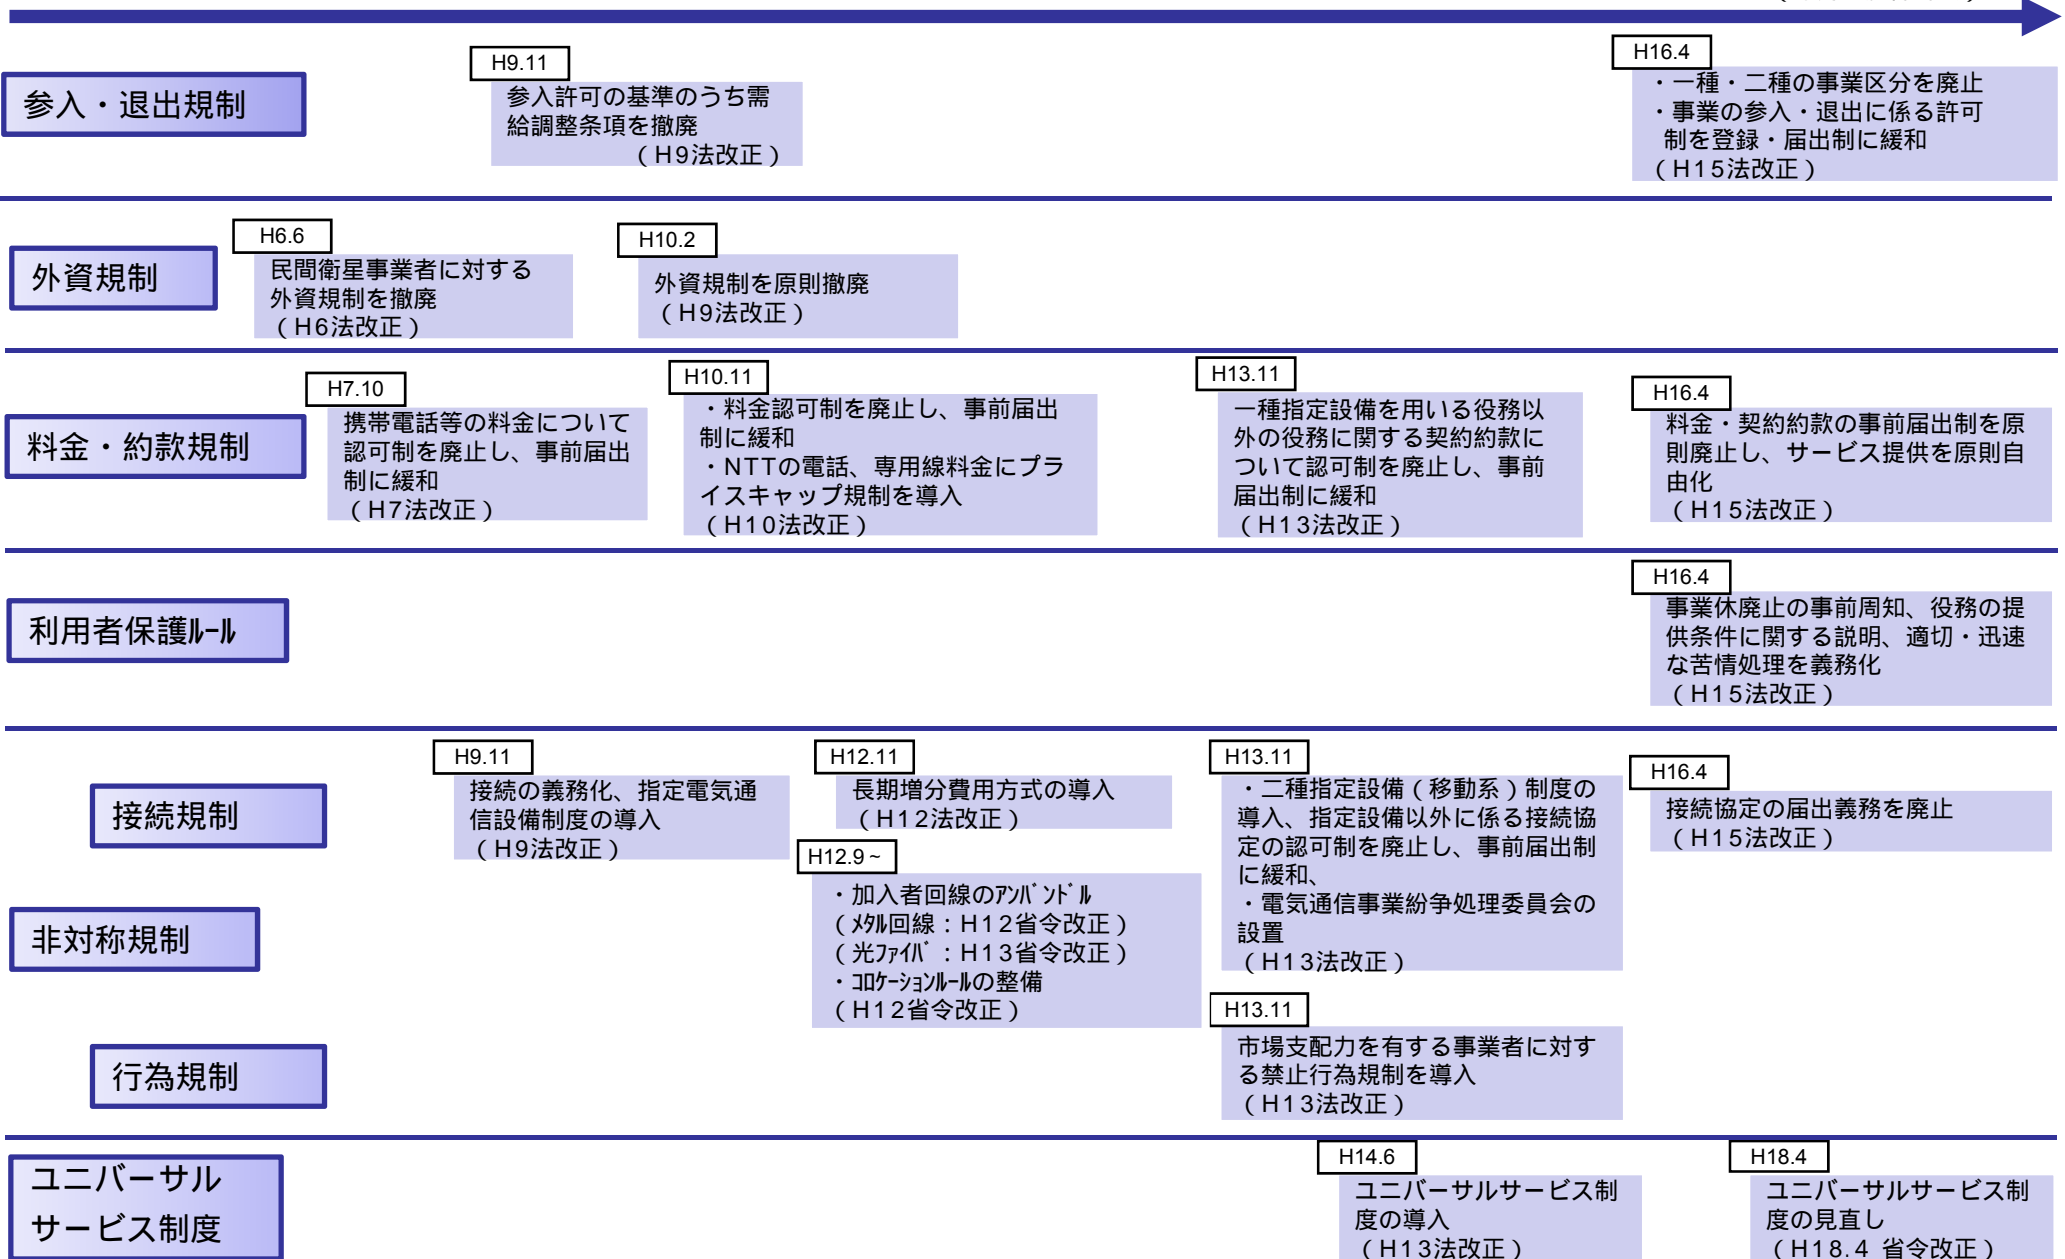 参入・退出規制
H9.11
参入許可の基準のうち需
給調整条項を撤廃
（H9法改正）
H16.4
・一種・二種の事業区分を廃止
・事業の参入・退出に係る許可
制を登録・届出制に緩和
（H15法改正）
外資規制
H6.6
民間衛星事業者に対する
外資規制を撤廃
（H6法改正）
H10.2
外資規制を原則撤廃
（H9法改正）
料金・約款規制
H7.10
携帯電話等の料金について
認可制を廃止し、事前届出
制に緩和
（H7法改正）
H10.11
・料金認可制を廃止し、事前届出
制に緩和
・NTTの電話、専用線料金にプラ
イスキャップ規制を導入
（H10法改正）
H13.11
一種指定設備を用いる役務以
外の役務に関する契約約款に
ついて認可制を廃止し、事前
届出制に緩和
（H13法改正）
H16.4
料金・契約約款の事前届出制を原
則廃止し、サービス提供を原則自
由化
（H15法改正）
利用者保護ﾙｰﾙ
H16.4
事業休廃止の事前周知、役務の提
供条件に関する説明、適切・迅速
な苦情処理を義務化
（H15法改正）
接続規制
H9.11
接続の義務化、指定電気通
信設備制度の導入
（H9法改正）
H12.11
長期増分費用方式の導入
（H12法改正）
H12.9～
・加入者回線のｱﾝﾊﾞﾝﾄﾞﾙ
（ﾒﾀﾙ回線：H12省令改正）
（光ﾌｧｲﾊﾞ：H13省令改正）
・ｺﾛｹｰｼｮﾝﾙｰﾙの整備
（H12省令改正）
H13.11
・二種指定設備（移動系）制度の
導入、指定設備以外に係る接続協
定の認可制を廃止し、事前届出制
に緩和、
・電気通信事業紛争処理委員会の
設置
（H13法改正）
H16.4
接続協定の届出義務を廃止
（H15法改正）
非対称規制
行為規制
H13.11
市場支配力を有する事業者に対す
る禁止行為規制を導入
（H13法改正）
ユニバーサル
サービス制度
H14.6
ユニバーサルサービス制
度の導入
（H13法改正）
H18.4
ユニバーサルサービス制
度の見直し
（H18.4 省令改正）